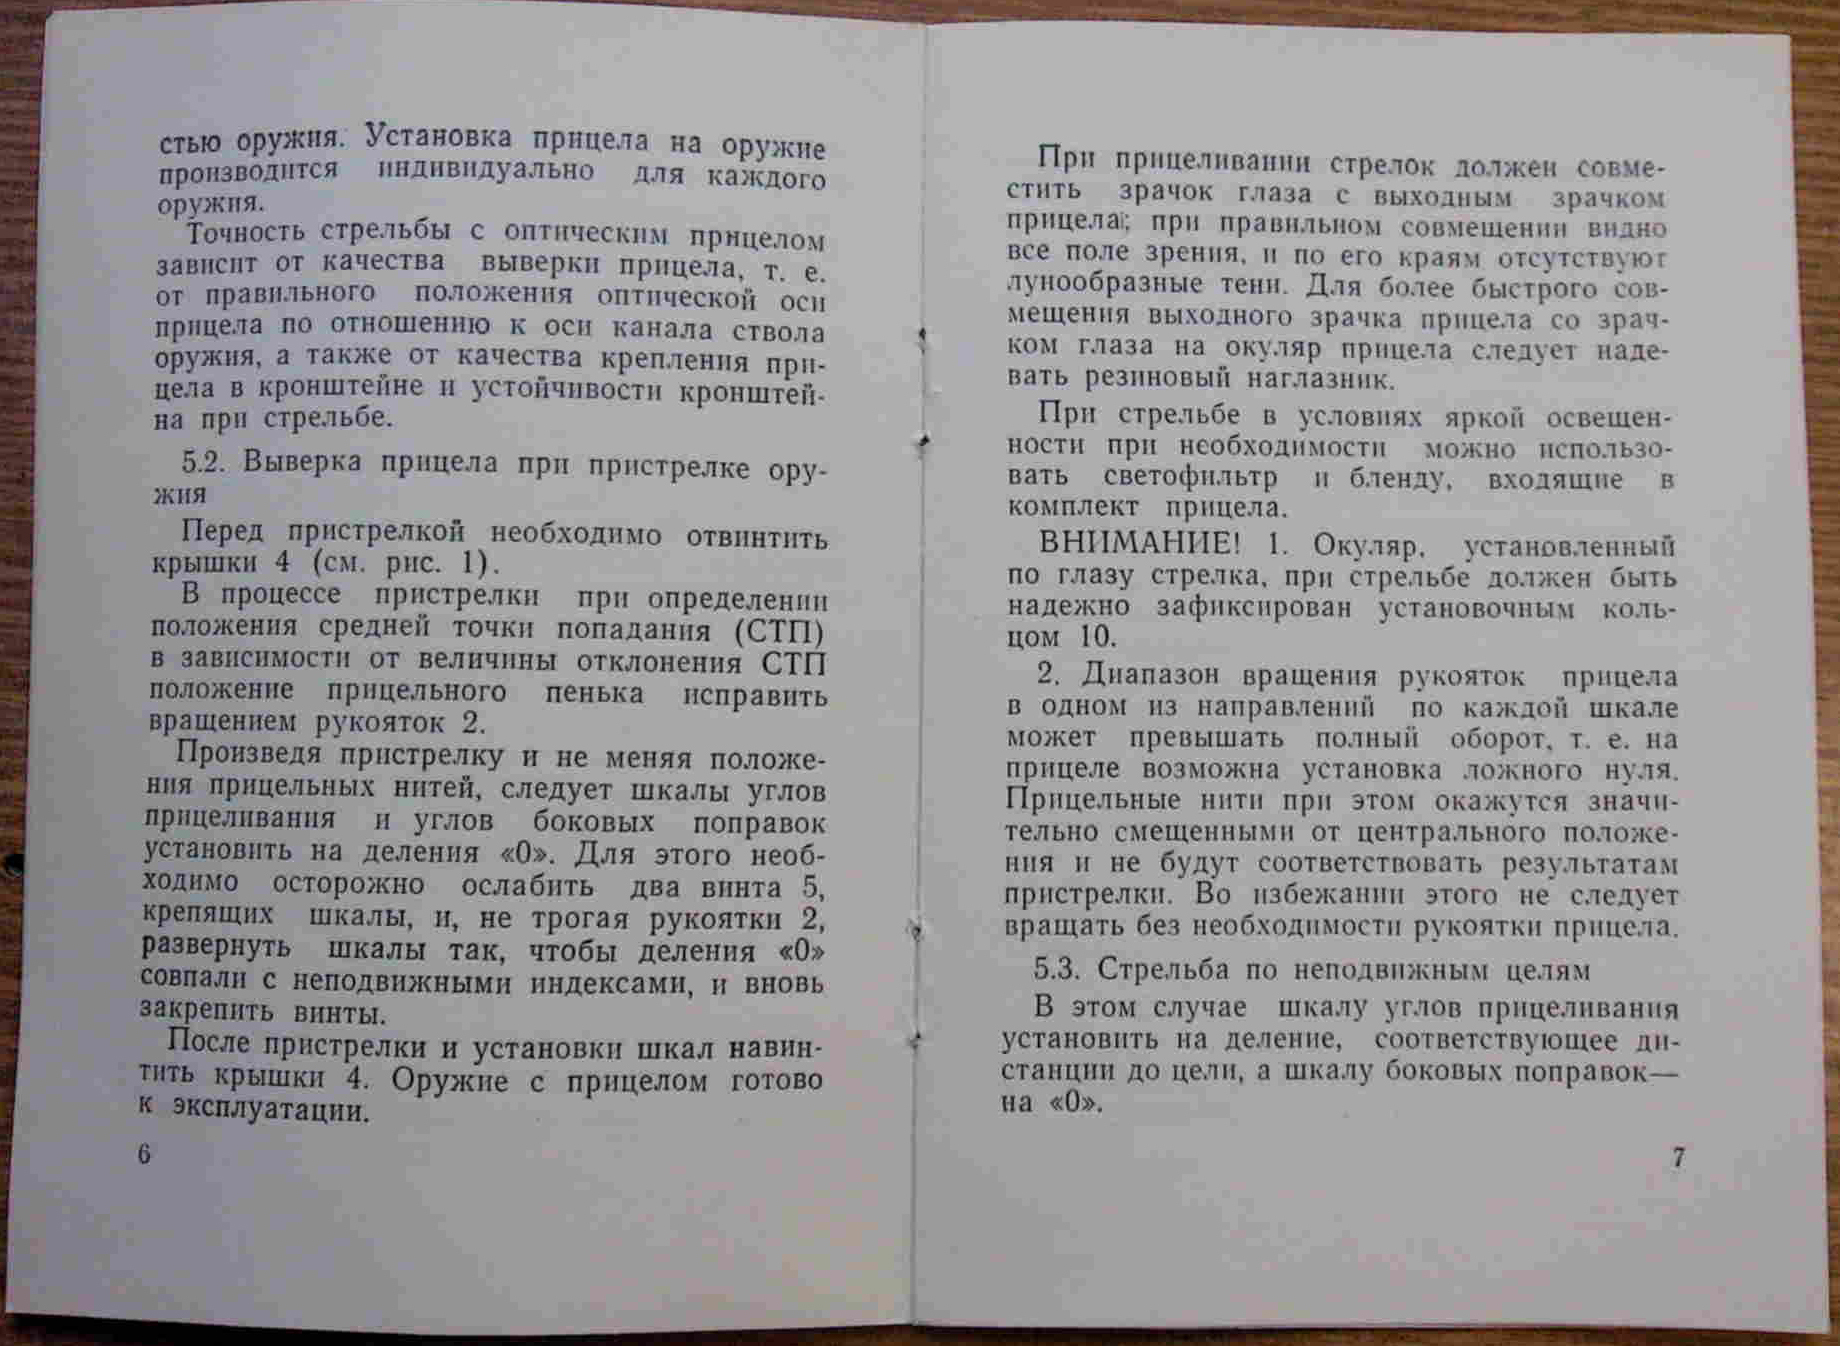 стью оружия. Установка прицела на оружие
производится индивидуально для каждого
оружия.
Точность стрельбы с оптическим прицелом
зависит от качества выверки прицела, т. е.
от правильного положения оптической оси
прицела по отношению к оси канала ствола
оружия, а также от качества крепления при-
цела в кронштейне и устойчивости кронштей-
на при стрельбе.
5.2. Выверка прицела при пристрелке ору-
жия
Перед пристрелкой необходимо отвинтить
крышки 4 (см. рис. 1).
В процессе пристрелки при определении
положения средней точки попадания (СТП)
в зависимости от величины отклонения СТП
положение прицельного пенька исправить
вращением рукояток 2.
Произведя пристрелку и не меняя положе-
ния прицельных нитей, следует шкалы углов
прицеливания и углов боковых поправок
установить на деления «0». Для этого необ-
ходимо осторожно ослабить два винта 5,
крепящих шкалы, и, не трогая рукоятки 2,
развернуть шкалы так, чтобы деления «0»
совпали с неподвижными индексами, и вновь
закрепить винты.
После пристрелки и установки шкал навин-
тить крышки 4. Оружие с прицелом готово
к эксплуатации.
6
При прицеливании стрелок должен совме-
стить зрачок глаза с выходным зрачком
прицела; при правильном совмещении видно
все поле зрения, и по его краям отсутствуют
лунообразные тени. Для более быстрого сов-
мещения выходного зрачка прицела со зрач-
ком глаза на окуляр прицела следует наде-
вать резиновый наглазник.
При стрельбе в условиях яркой освещен-
ности при необходимости можно использо-
вать светофильтр и бленду, входящие в
комплект прицела.
ВНИМАНИЕ! 1. Окуляр, установленный
по глазу стрелка, при стрельбе должен быть
надежно зафиксирован установочным коль-
цом 10.
2. Диапазон вращения рукояток прицела
в одном из направлений по каждой шкале
может превышать полный оборот, т. е. на
прицеле возможна установка ложного нуля.
Прицельные нити при этом окажутся значи-
тельно смещенными от центрального положе-
ния и не будут соответствовать результатам
пристрелки. Во избежании этого не следует
вращать без необходимости рукоятки прицела.
5.3. Стрельба по неподвижным целям
В этом случае шкалу углов прицеливания
установить на деление, соответствующее ди-
станции до цели, а шкалу боковых поправок—
на «0».
7